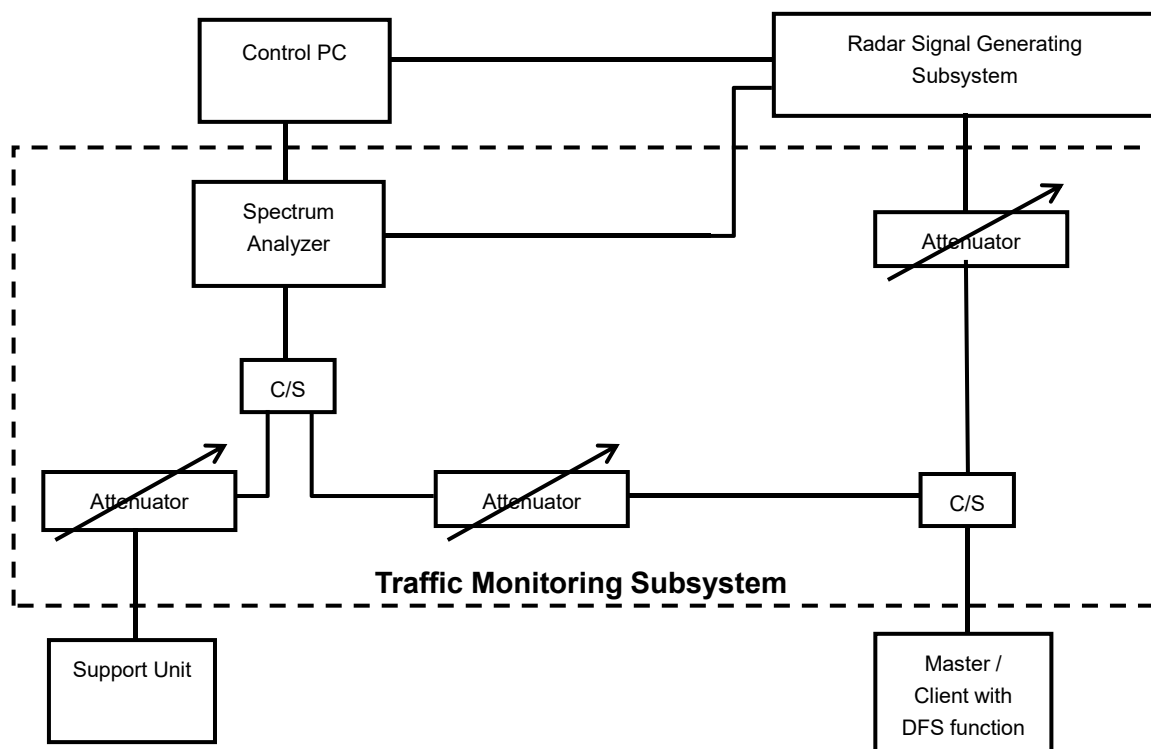 Control PC
Radar Signal Generating
Subsystem
Spectrum
Analyzer
Attenuator
C/S
Attenuator
Attenuator
C/S
Traffic Monitoring Subsystem
Support Unit
Master /
Client with
DFS function